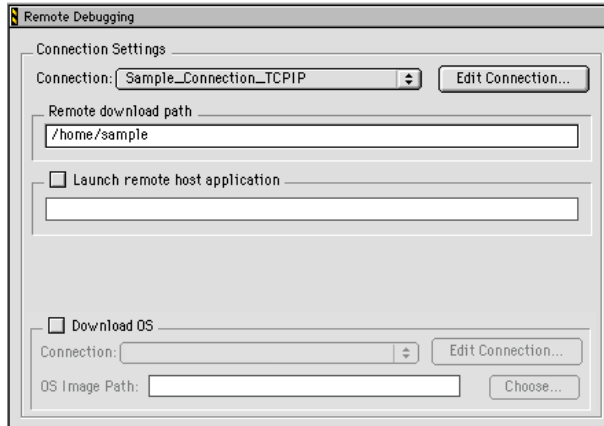 Remote Debugging
Connection Settings
Connection: Sample_Connection_TCPIP Edit Connection...
Remote download path
/home/sample
Launch remote host application
Download OS
Connection: Edit Connection...
OS Image Path: Choose...